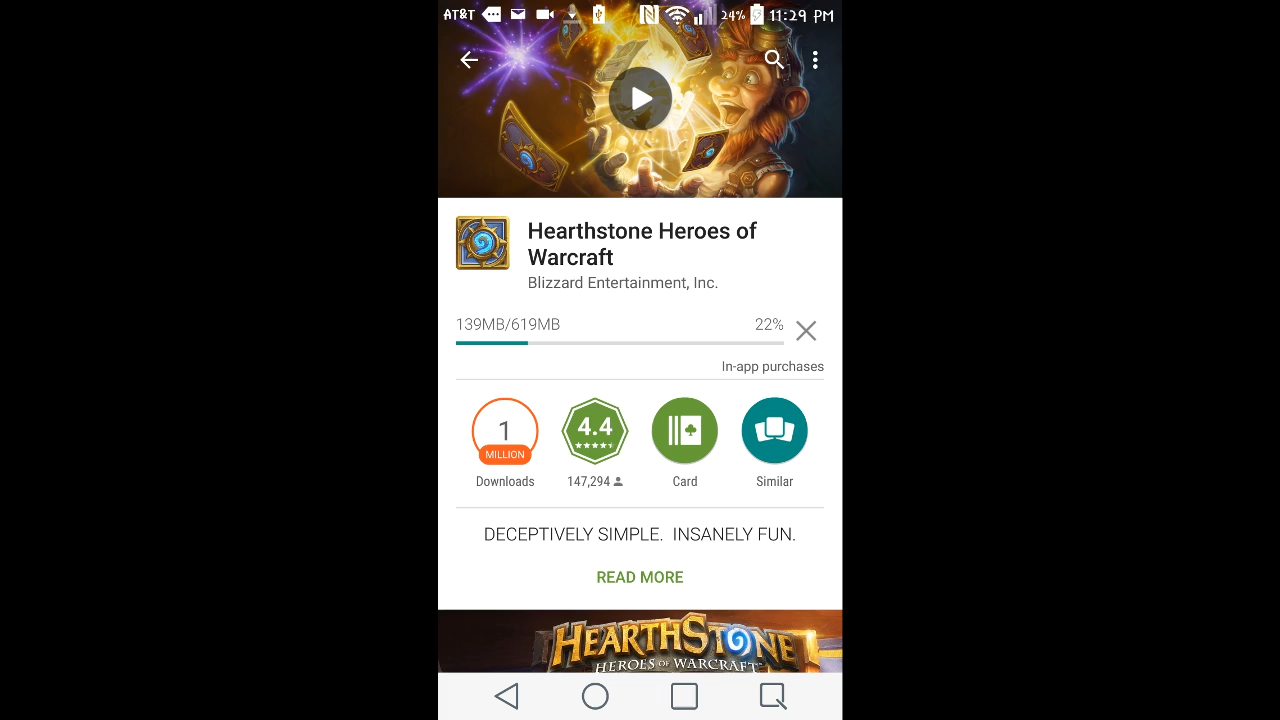 AT&T 24% 11:29 PM
Hearthstone Heroes of
Warcraft
Blizzard Entertainment, Inc.
139MB/619MB 22%
In-app purchases
1
MILLION
4.4
Downloads 147,294 Card Similar
DECEPTIVELY SIMPLE. INSANELY FUN.
READ MORE
HEARTHSTONE
HEROES OF WARCRAFT